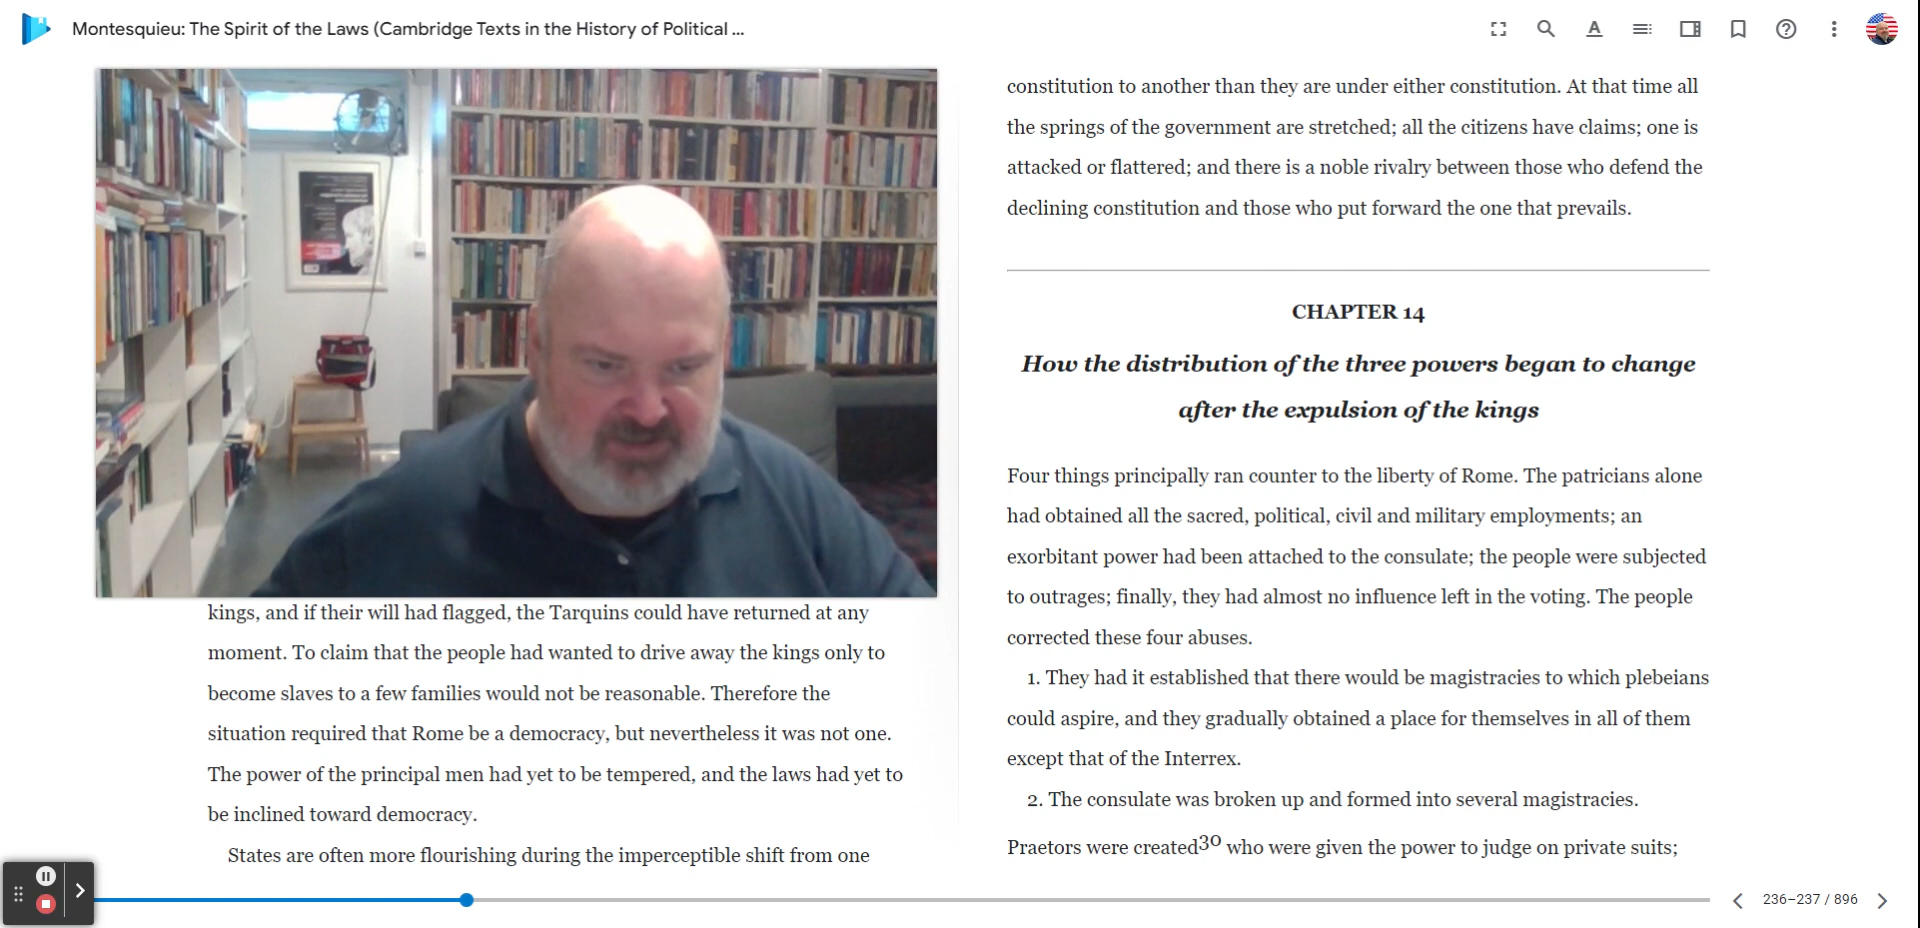 Montesquieu: The Spirit of the Laws (Cambridge Texts in the History of Political ...
kings, and if their will had flagged, the Tarquins could have returned at any
moment. To claim that the people had wanted to drive away the kings only to
become slaves to a few families would not be reasonable. Therefore the
situation required that Rome be a democracy, but nevertheless it was not one.
The power of the principal men had yet to be tempered, and the laws had yet to
be inclined toward democracy.
States are often more flourishing during the imperceptible shift from one
constitution to another than they are under either constitution. At that time all
the springs of the government are stretched; all the citizens have claims; one is
attacked or flattered; and there is a noble rivalry between those who defend the
declining constitution and those who put forward the one that prevails.
CHAPTER 14
How the distribution of the three powers began to change
after the expulsion of the kings
Four things principally ran counter to the liberty of Rome. The patricians alone
had obtained all the sacred, political, civil and military employments; an
exorbitant power had been attached to the consulate; the people were subjected
to outrages; finally, they had almost no influence left in the voting. The people
corrected these four abuses.
1. They had it established that there would be magistracies to which plebeians
could aspire, and they gradually obtained a place for themselves in all of them
except that of the Interrex.
2. The consulate was broken up and formed into several magistracies.
Praetors were created30 who were given the power to judge on private suits;
236–237 / 896